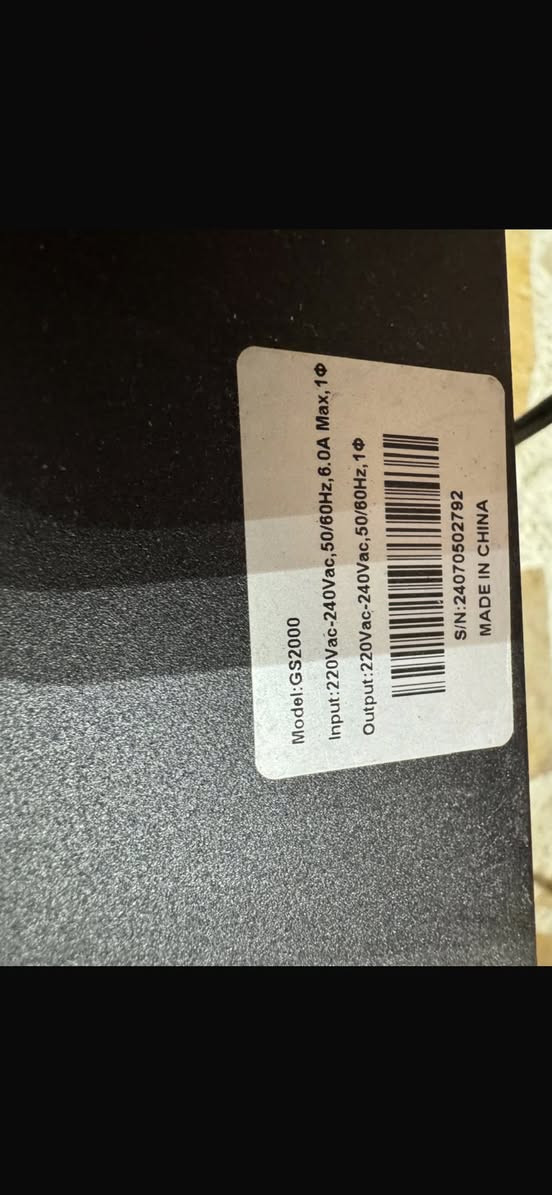 Model:GS2000
Input:220Vac-240Vac,50/60Hz,6.0A Max,1Φ
Output:220Vac-240Vac,50/60Hz,1Φ
S/N:24070502792
MADE IN CHINA